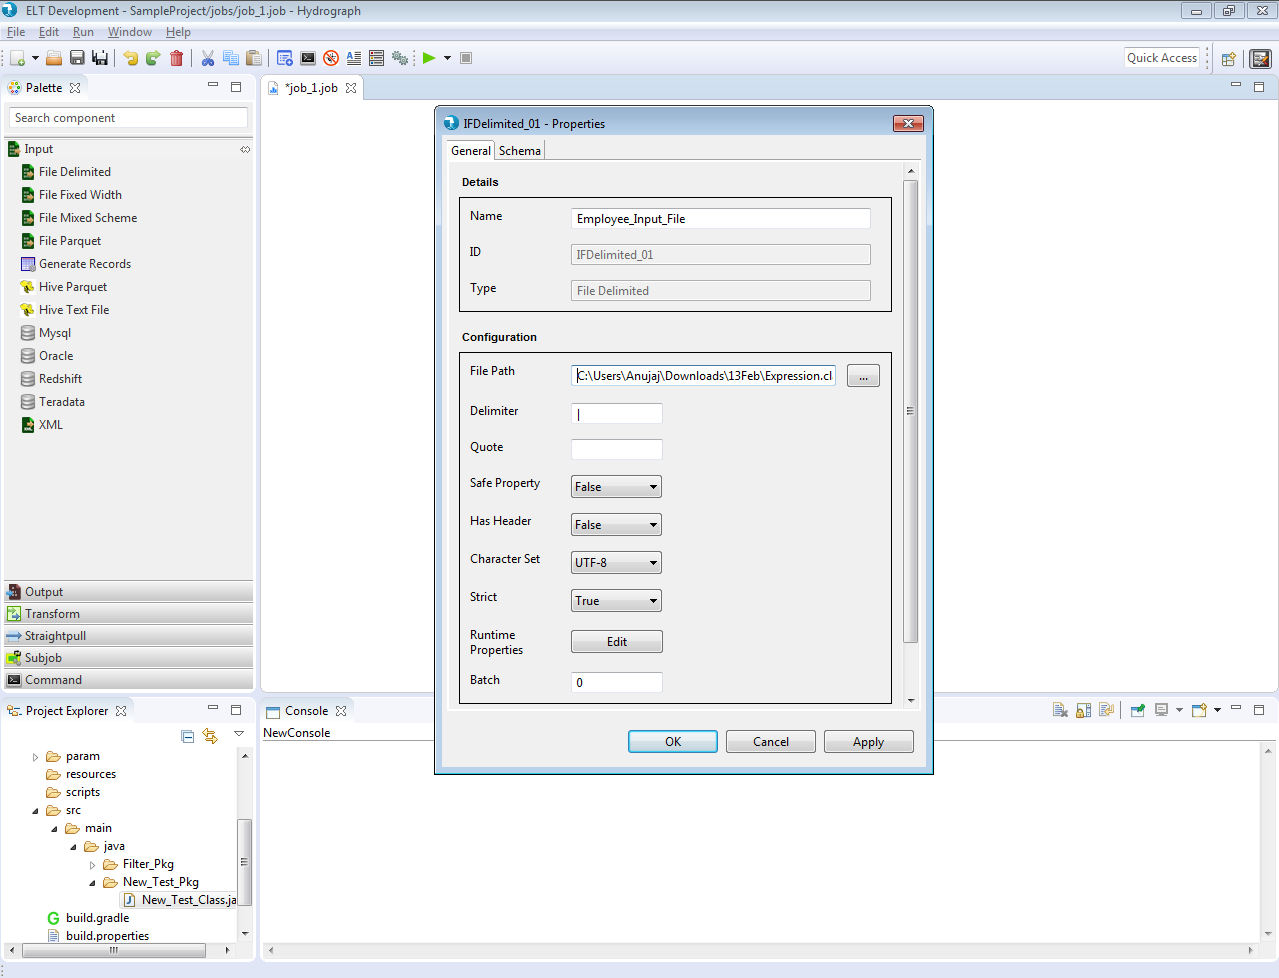 ELT Development - SampleProject/jobs/job_1.job - Hydrograph
File Edit Run Window Help
Quick Access
Palette
*job_1.job
Search component
Input
File Delimited
File Fixed Width
File Mixed Scheme
File Parquet
Generate Records
Hive Parquet
Hive Text File
Mysql
Oracle
Redshift
Teradata
XML
Output
Transform
Straightpull
Subjob
Command
IFDelimited_01 - Properties
General Schema
Details
Name Employee_Input_File
ID IFDelimited_01
Type File Delimited
Configuration
File Path C:\Users\Anujaj\Downloads\13Feb\Expression.cl ...
Delimiter |
Quote
Safe Property False
Has Header False
Character Set UTF-8
Strict True
Runtime
Properties Edit
Batch 0
OK Cancel Apply
Project Explorer
param
resources
scripts
src
main
java
Filter_Pkg
New_Test_Pkg
New_Test_Class.ja
build.gradle
build.properties
Console
NewConsole